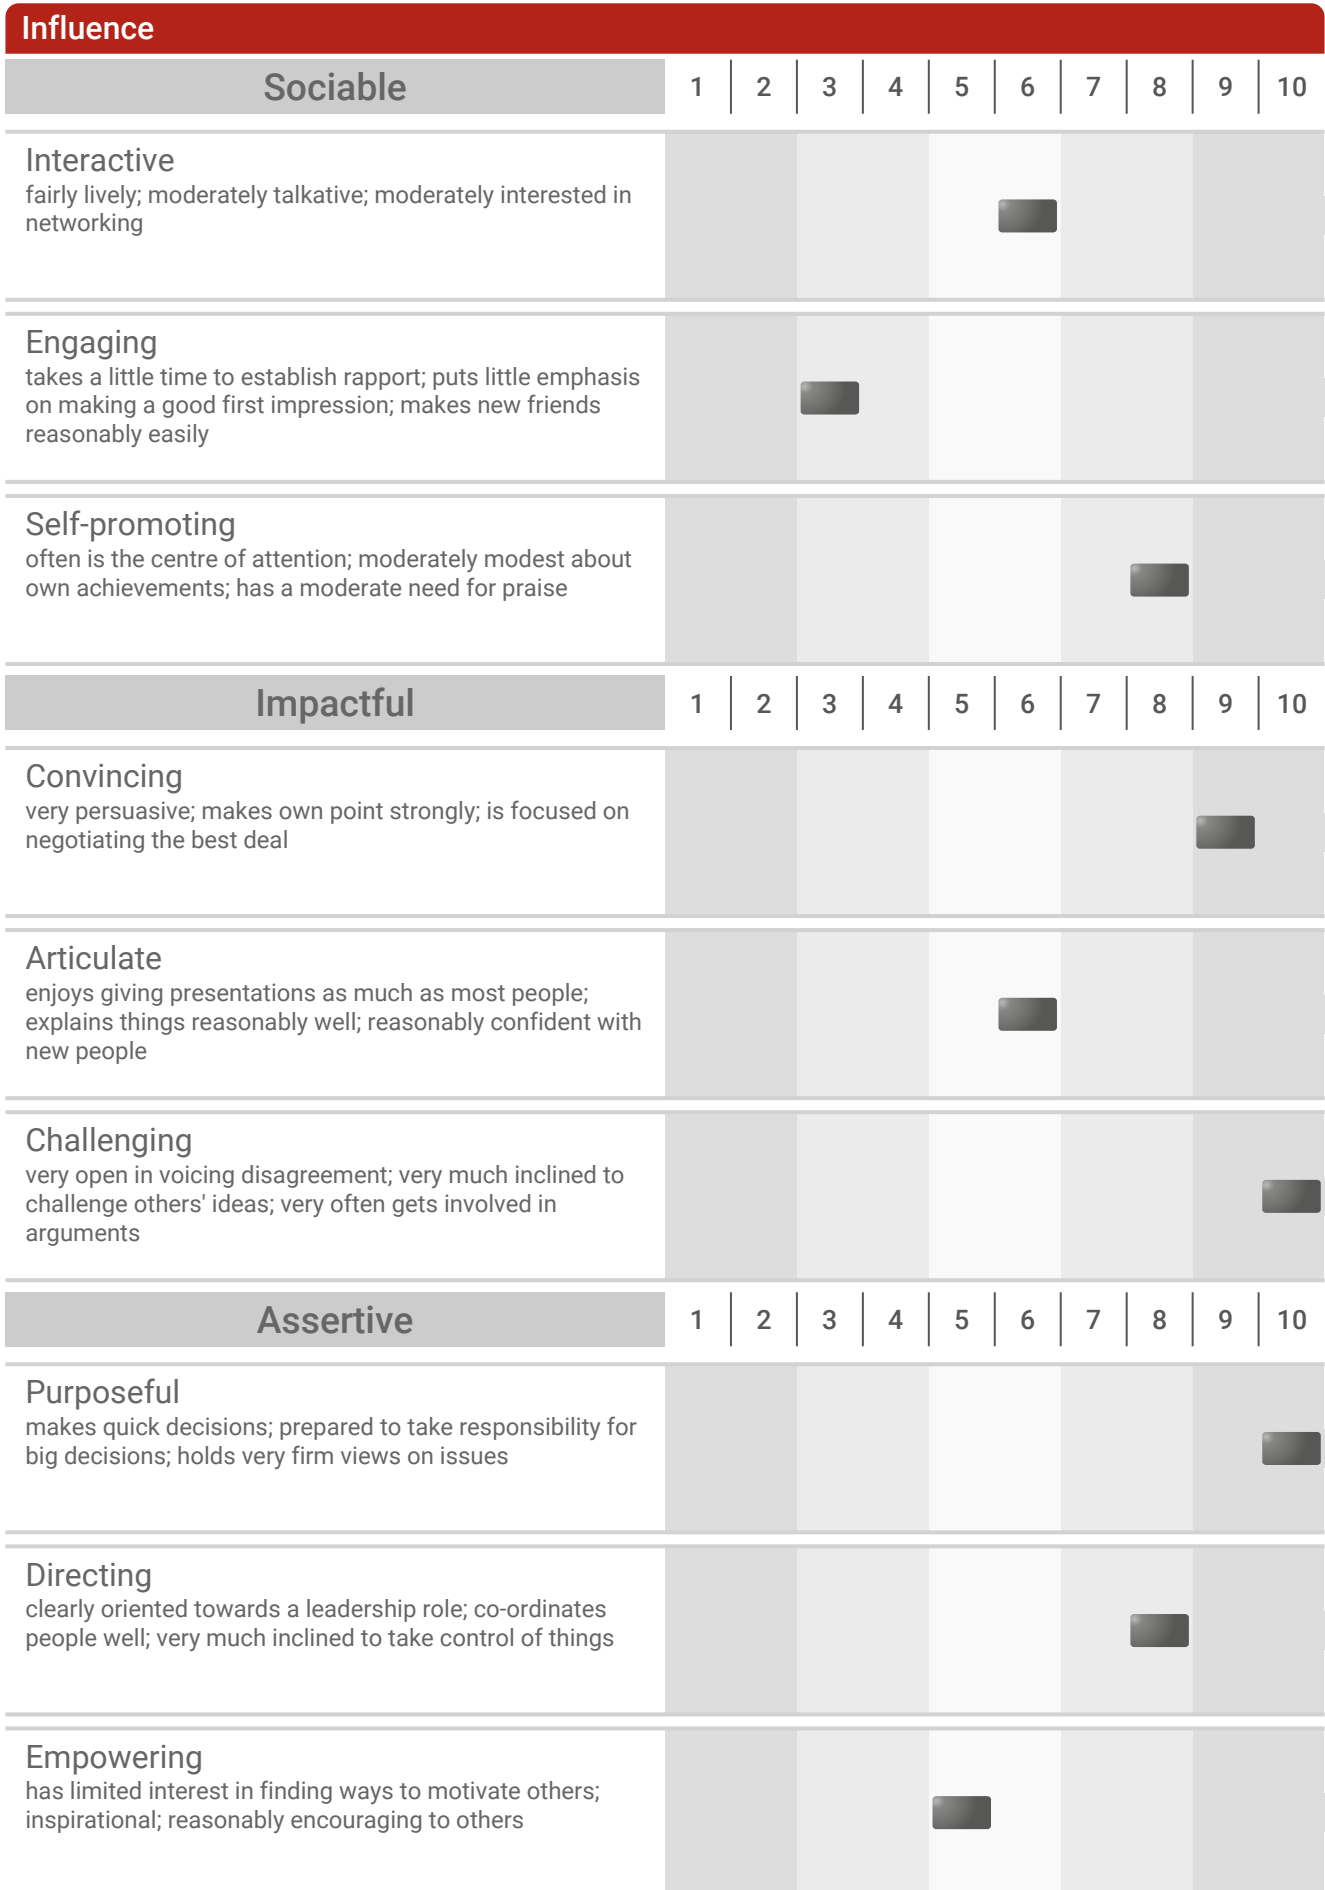 Influence
Sociable 1 2 3 4 5 6 7 8 9 10
Interactive
fairly lively; moderately talkative; moderately interested in
networking
Engaging
takes a little time to establish rapport; puts little emphasis
on making a good first impression; makes new friends
reasonably easily
Self-promoting
often is the centre of attention; moderately modest about
own achievements; has a moderate need for praise
Impactful 1 2 3 4 5 6 7 8 9 10
Convincing
very persuasive; makes own point strongly; is focused on
negotiating the best deal
Articulate
enjoys giving presentations as much as most people;
explains things reasonably well; reasonably confident with
new people
Challenging
very open in voicing disagreement; very much inclined to
challenge others' ideas; very often gets involved in
arguments
Assertive 1 2 3 4 5 6 7 8 9 10
Purposeful
makes quick decisions; prepared to take responsibility for
big decisions; holds very firm views on issues
Directing
clearly oriented towards a leadership role; co-ordinates
people well; very much inclined to take control of things
Empowering
has limited interest in finding ways to motivate others;
inspirational; reasonably encouraging to others